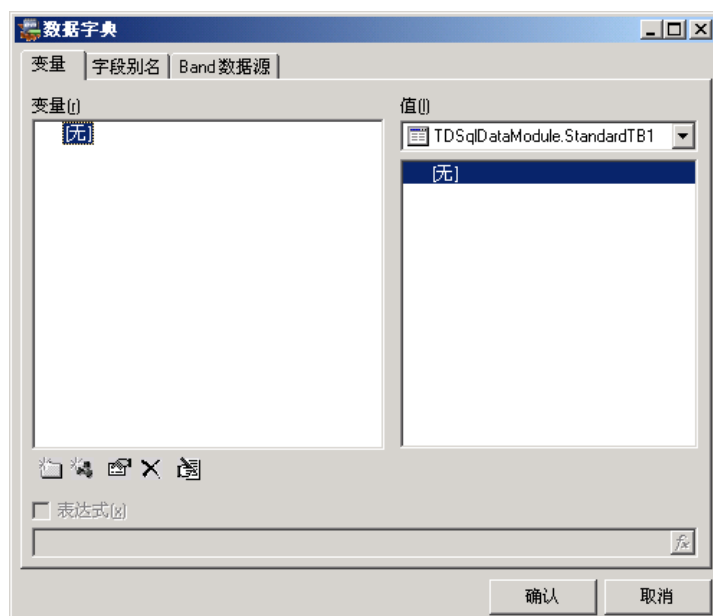 数据字典
变量 字段别名 Band数据源
变量(r) 值(l)
[无] TDSqlDataModule.StandardTB1
[无]
表达式(x)
fx
确认 取消